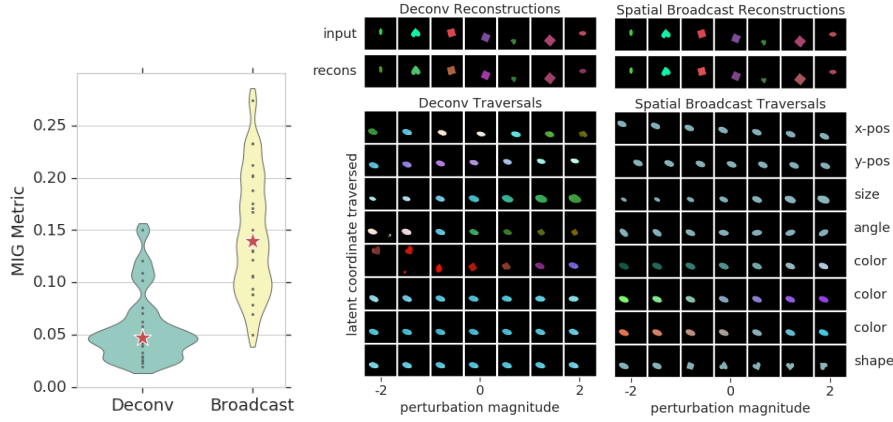 MIG Metric
0.25
0.20
0.15
0.10
0.05
0.00
Deconv
Broadcast
Deconv Reconstructions
Spatial Broadcast Reconstructions
input
recons
Deconv Traversals
Spatial Broadcast Traversals
latent coordinate traversed
x-pos
y-pos
size
angle
color
color
color
shape
-2
0
2
-2
0
2
perturbation magnitude
perturbation magnitude